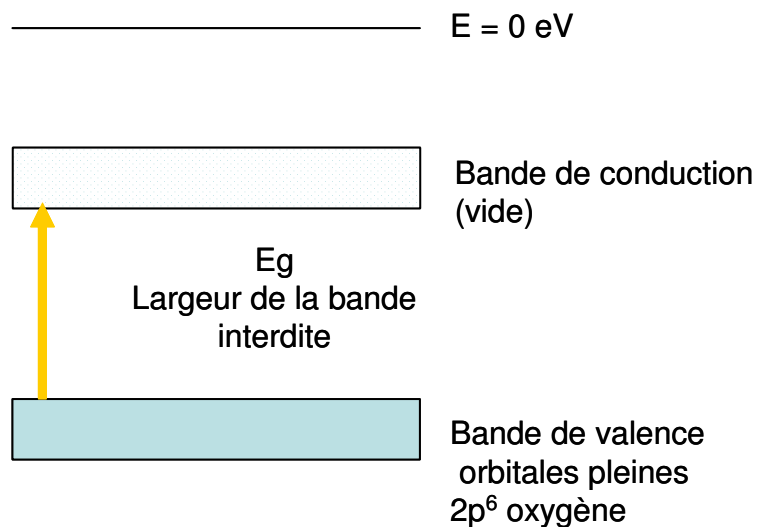 E = 0 eV
Bande de conduction
(vide)
Eg
Largeur de la bande
interdite
Bande de valence
orbitales pleines
2p⁶ oxygène